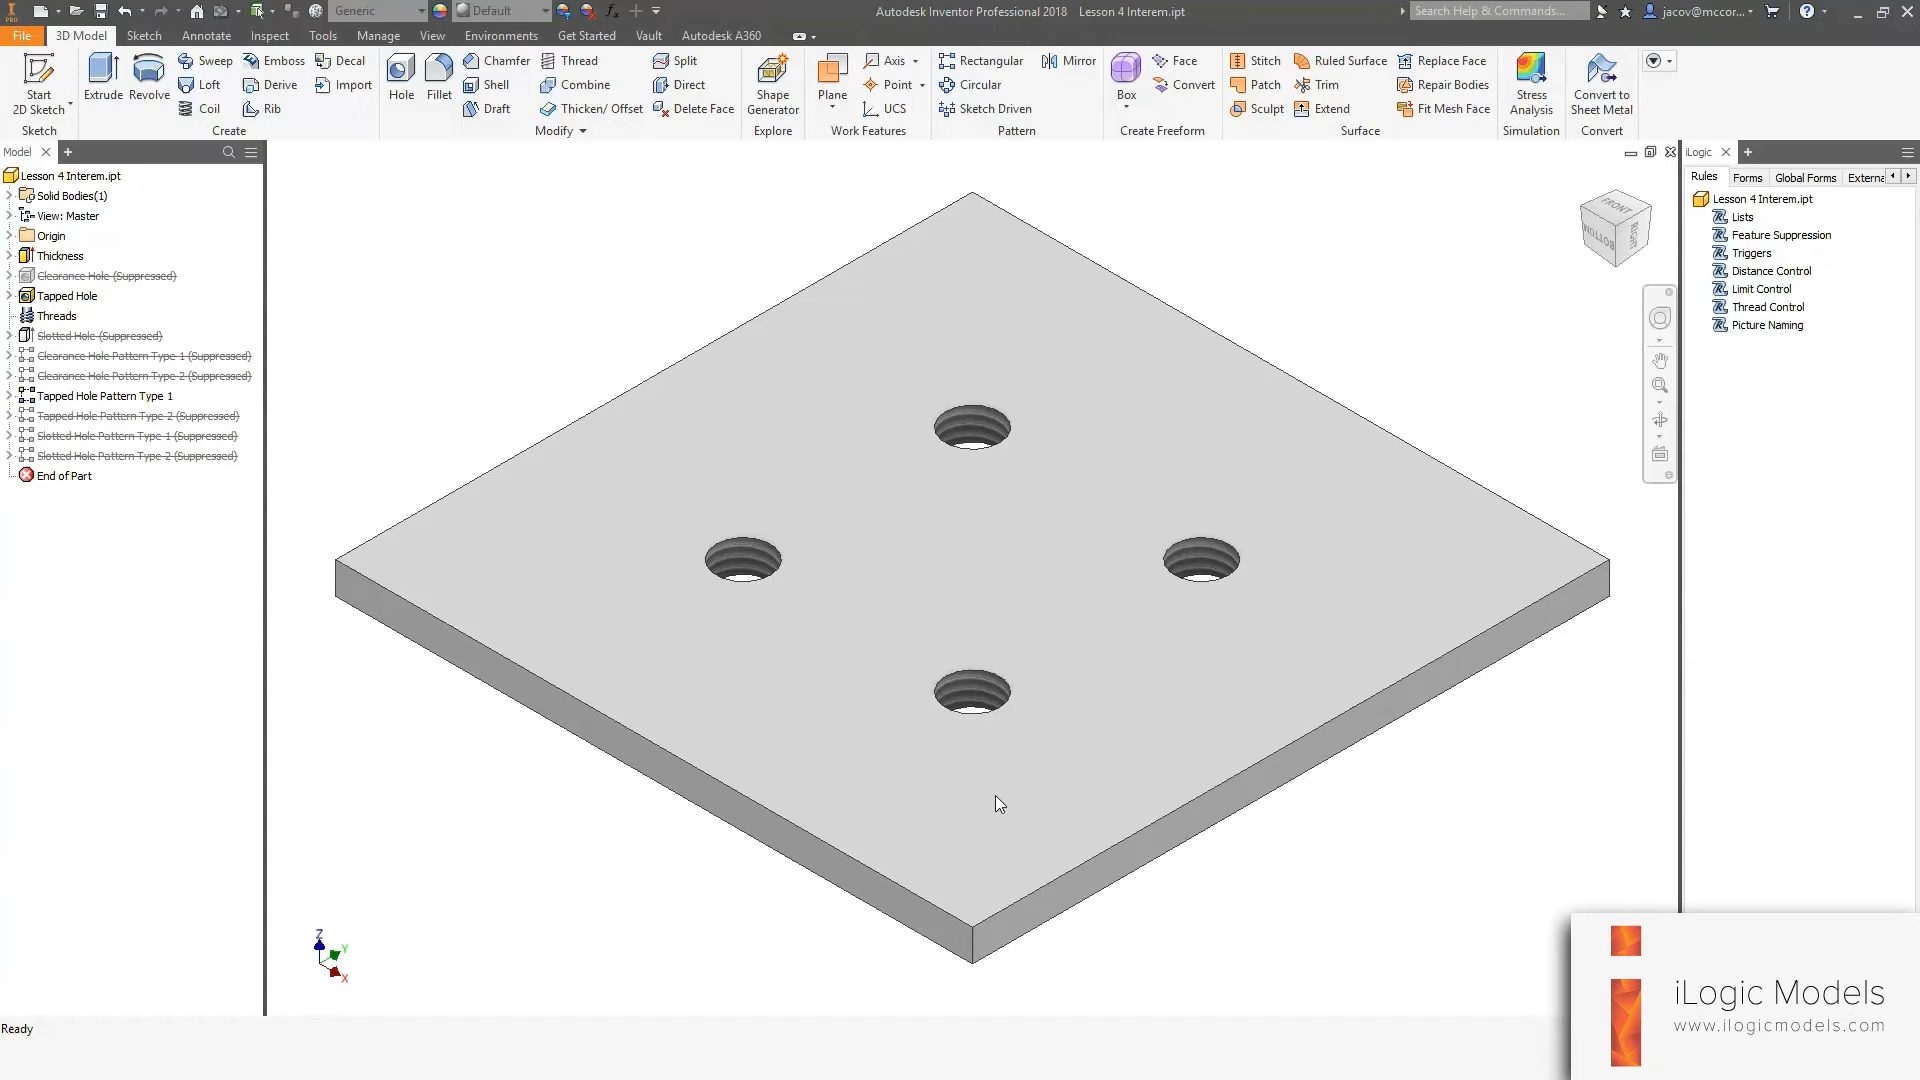 PRO
Generic
Default
Autodesk Inventor Professional 2018 Lesson 4 Interem.ipt
Search Help & Commands...
jacov@mccor...
File
3D Model
Sketch
Annotate
Inspect
Tools
Manage
View
Environments
Get Started
Vault
Autodesk A360
Start
2D Sketch
Sketch
Extrude
Revolve
Sweep
Loft
Coil
Emboss
Derive
Rib
Decal
Import
Create
Hole
Fillet
Chamfer
Shell
Draft
Thread
Combine
Thicken/ Offset
Split
Direct
Delete Face
Modify
Shape
Generator
Explore
Plane
Axis
Point
UCS
Work Features
Rectangular
Circular
Sketch Driven
Mirror
Pattern
Box
Face
Convert
Create Freeform
Stitch
Patch
Sculpt
Ruled Surface
Trim
Extend
Replace Face
Repair Bodies
Fit Mesh Face
Surface
Stress
Analysis
Simulation
Convert to
Sheet Metal
Convert
Model
Lesson 4 Interem.ipt
Solid Bodies(1)
View: Master
Origin
Thickness
Clearance Hole (Suppressed)
Tapped Hole
Threads
Slotted Hole (Suppressed)
Clearance Hole Pattern Type 1 (Suppressed)
Clearance Hole Pattern Type 2 (Suppressed)
Tapped Hole Pattern Type 1
Tapped Hole Pattern Type 2 (Suppressed)
Slotted Hole Pattern Type 1 (Suppressed)
Slotted Hole Pattern Type 2 (Suppressed)
End of Part
FRONT
BOTTOM
RIGHT
Z
Y
X
iLogic
Rules
Forms
Global Forms
Externa
Lesson 4 Interem.ipt
Lists
Feature Suppression
Triggers
Distance Control
Limit Control
Thread Control
Picture Naming
iLogic Models
www.ilogicmodels.com
Ready